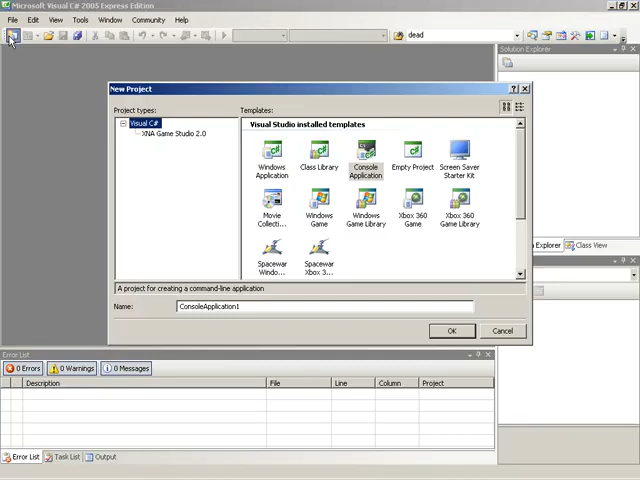 Microsoft Visual C# 2005 Express Edition
File Edit View Tools Window Community Help
dead
Solution Explorer
New Project
Project types:
Templates:
Visual C#
XNA Game Studio 2.0
Visual Studio installed templates
Windows Application
Class Library
Console Application
Empty Project
Screen Saver Starter Kit
Movie Collecti...
Windows Game
Windows Game Library
Xbox 360 Game
Xbox 360 Game Library
Spacewar Windo...
Spacewar Xbox 3...
A project for creating a command-line application
Name: ConsoleApplication1
OK Cancel
Explorer Class View
Error List
0 Errors 0 Warnings 0 Messages
Description File Line Column Project
Error List Task List Output